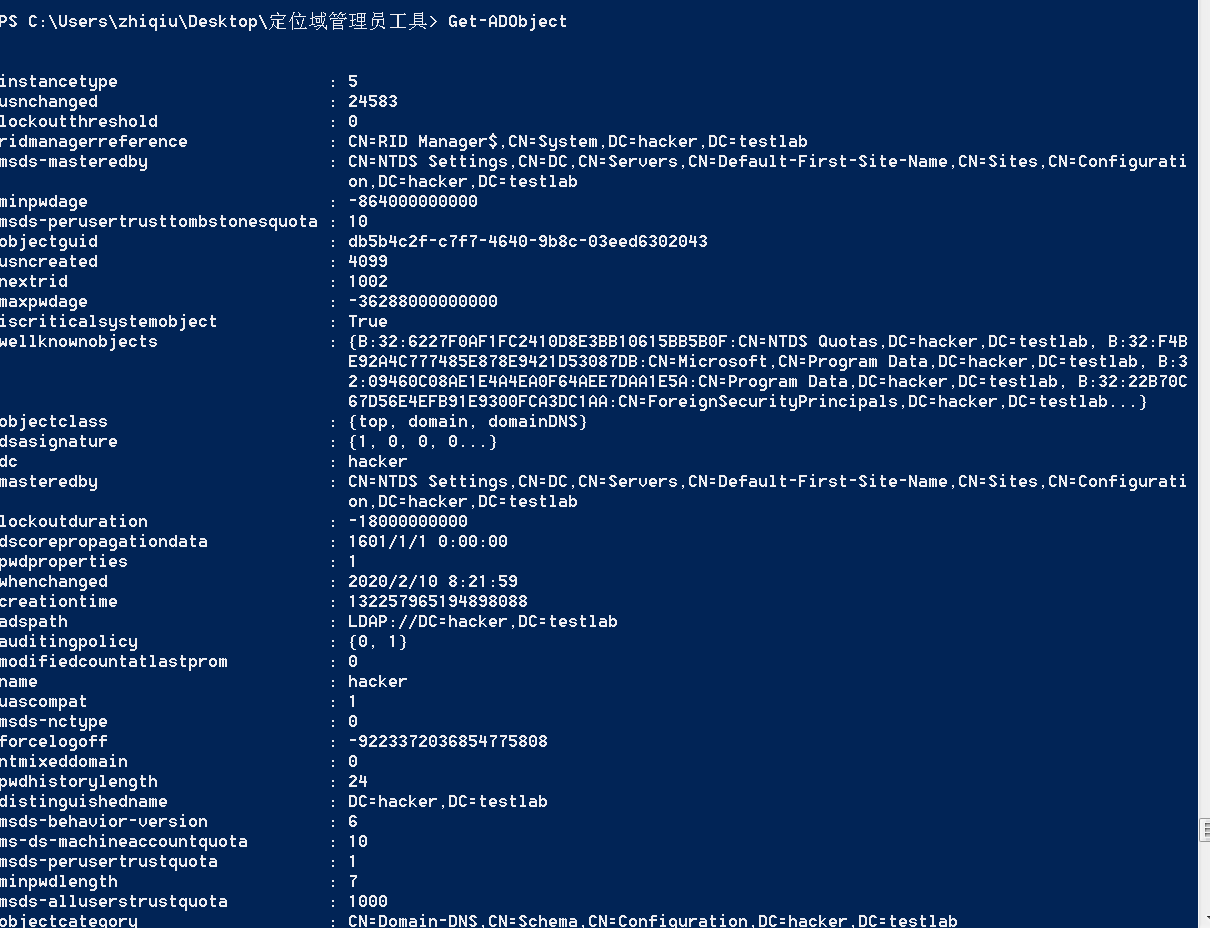 PS C:\Users\zhiqiu\Desktop\定位域管理员工具> Get-ADObject
instancetype : 5
usnchanged : 24583
lockoutthreshold : 0
ridmanagerreference : CN=RID Manager$,CN=System,DC=hacker,DC=testlab
msds-masteredby : CN=NTDS Settings,CN=DC,CN=Servers,CN=Default-First-Site-Name,CN=Sites,CN=Configurati
on,DC=hacker,DC=testlab
minpwdage : -864000000000
msds-perusertrusttombstonesquota : 10
objectguid : db5b4c2f-c7f7-4640-9b8c-03eed6302043
usncreated : 4099
nextrid : 1002
maxpwdage : -36288000000000
iscriticalsystemobject : True
wellknownobjects : {B:32:6227F0AF1FC2410D8E3BB10615BB5B0F:CN=NTDS Quotas,DC=hacker,DC=testlab, B:32:F4B
E92A4C777485E878E9421D53087DB:CN=Microsoft,CN=Program Data,DC=hacker,DC=testlab, B:3
2:09460C08AE1E4A4EA0F64AEE7DAA1E5A:CN=Program Data,DC=hacker,DC=testlab, B:32:22B70C
67D56E4EFB91E9300FCA3DC1AA:CN=ForeignSecurityPrincipals,DC=hacker,DC=testlab...}
objectclass : {top, domain, domainDNS}
dsasignature : {1, 0, 0, 0...}
dc : hacker
masteredby : CN=NTDS Settings,CN=DC,CN=Servers,CN=Default-First-Site-Name,CN=Sites,CN=Configurati
on,DC=hacker,DC=testlab
lockoutduration : -18000000000
dscorepropagationdata : 1601/1/1 0:00:00
pwdproperties : 1
whenchanged : 2020/2/10 8:21:59
creationtime : 132257965194898088
adspath : LDAP://DC=hacker,DC=testlab
auditingpolicy : {0, 1}
modifiedcountatlastprom : 0
name : hacker
uascompat : 1
msds-nctype : 0
forcelogoff : -9223372036854775808
ntmixeddomain : 0
pwdhistorylength : 24
distinguishedname : DC=hacker,DC=testlab
msds-behavior-version : 6
ms-ds-machineaccountquota : 10
msds-perusertrustquota : 1
minpwdlength : 7
msds-alluserstrustquota : 1000
objectcategory : CN=Domain-DNS,CN=Schema,CN=Configuration,DC=hacker,DC=testlab